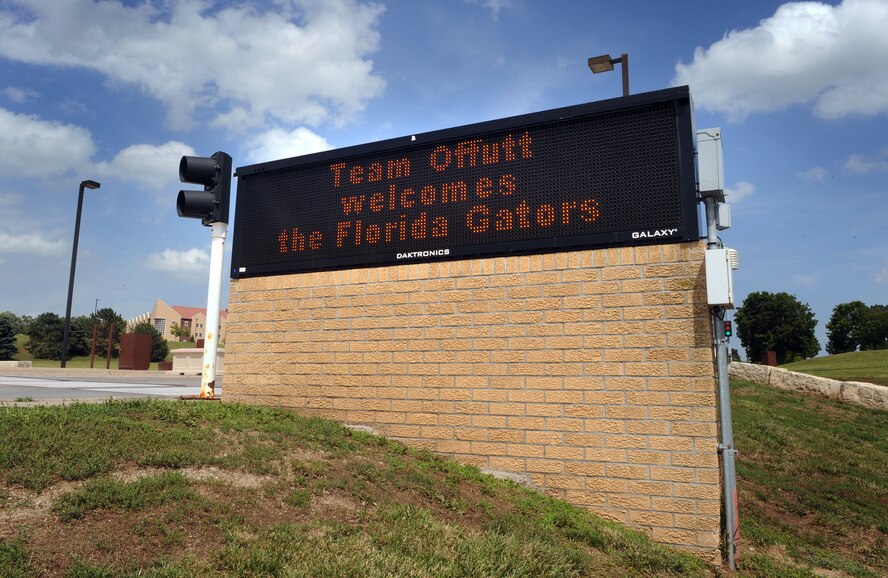 Team Offutt
welcomes
the Florida Gators
DAKTRONICS
GALAXY®